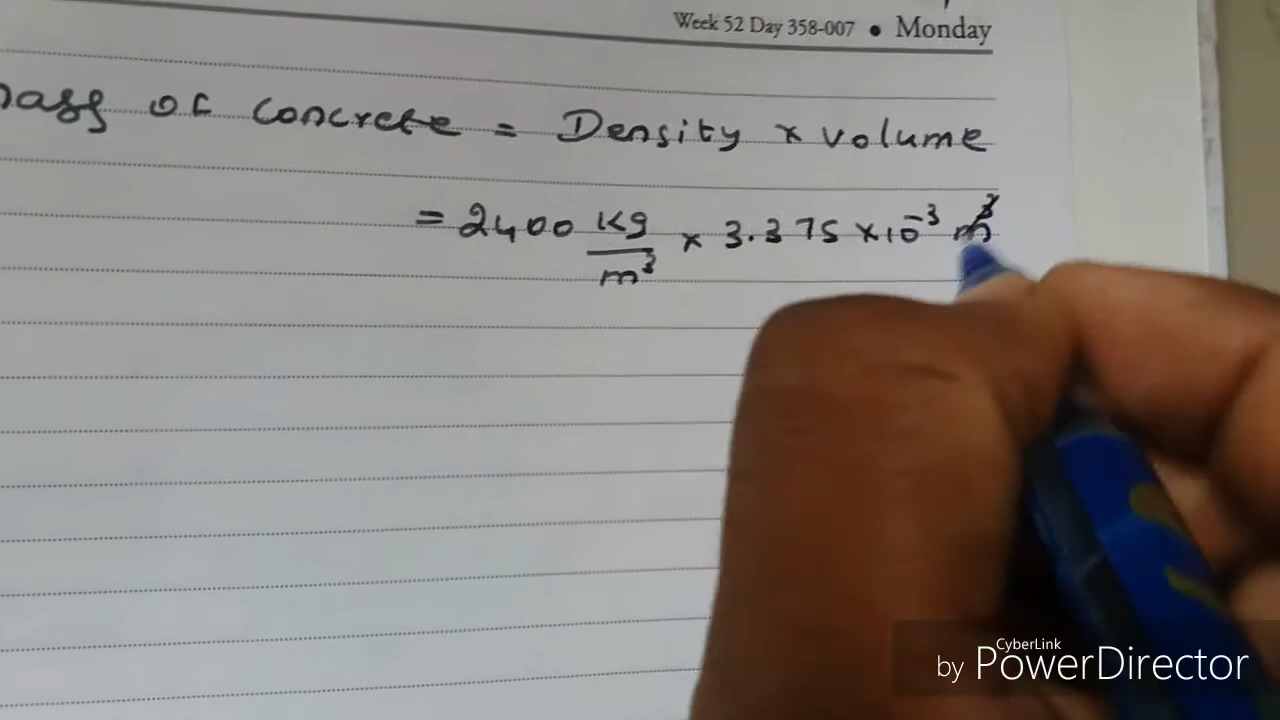 Week 52 Day 358-007 • Monday
mass of concrete = Density × volume
= 2400 kg/m³ × 3.375 × 10⁻³ m³
CyberLink
by PowerDirector